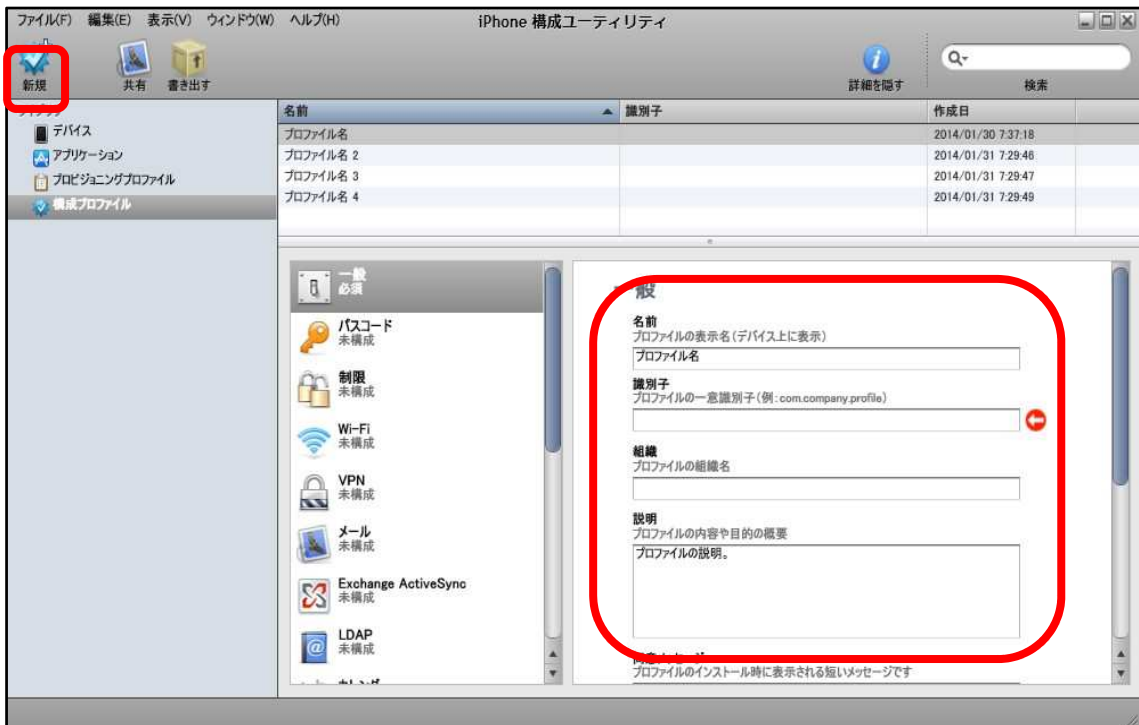 ファイル(F) 編集(E) 表示(V) ウィンドウ(W) ヘルプ(H) iPhone 構成ユーティリティ
新規 共有 書き出す 詳細を隠す 検索
デバイス
アプリケーション
プロビジョニングプロファイル
構成プロファイル
名前 識別子 作成日
プロファイル名 2014/01/30 7:37:18
プロファイル名 2 2014/01/31 7:29:46
プロファイル名 3 2014/01/31 7:29:47
プロファイル名 4 2014/01/31 7:29:49
一般
必須
パスコード
未構成
制限
未構成
Wi-Fi
未構成
VPN
未構成
メール
未構成
Exchange ActiveSync
未構成
LDAP
未構成
一般
名前
プロファイルの表示名(デバイス上に表示)
プロファイル名
識別子
プロファイルの一意識別子(例:com.company.profile)
組織
プロファイルの組織名
説明
プロファイルの内容や目的の概要
プロファイルの説明。
プロファイルのインストール時に表示される短いメッセージです